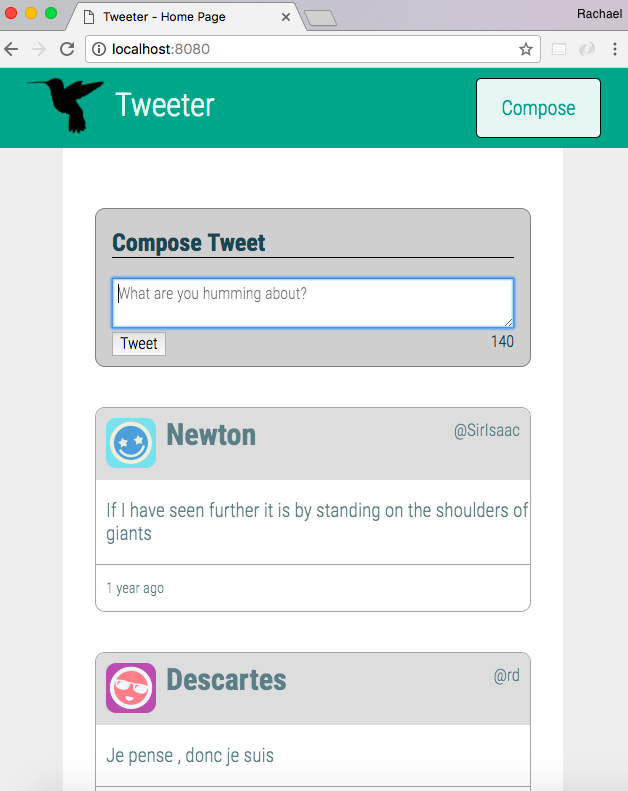 Tweeter - Home Page
Rachael
localhost:8080
Tweeter
Compose
Compose Tweet
What are you humming about?
Tweet
140
Newton
@SirIsaac
If I have seen further it is by standing on the shoulders of
giants
1 year ago
Descartes
@rd
Je pense , donc je suis